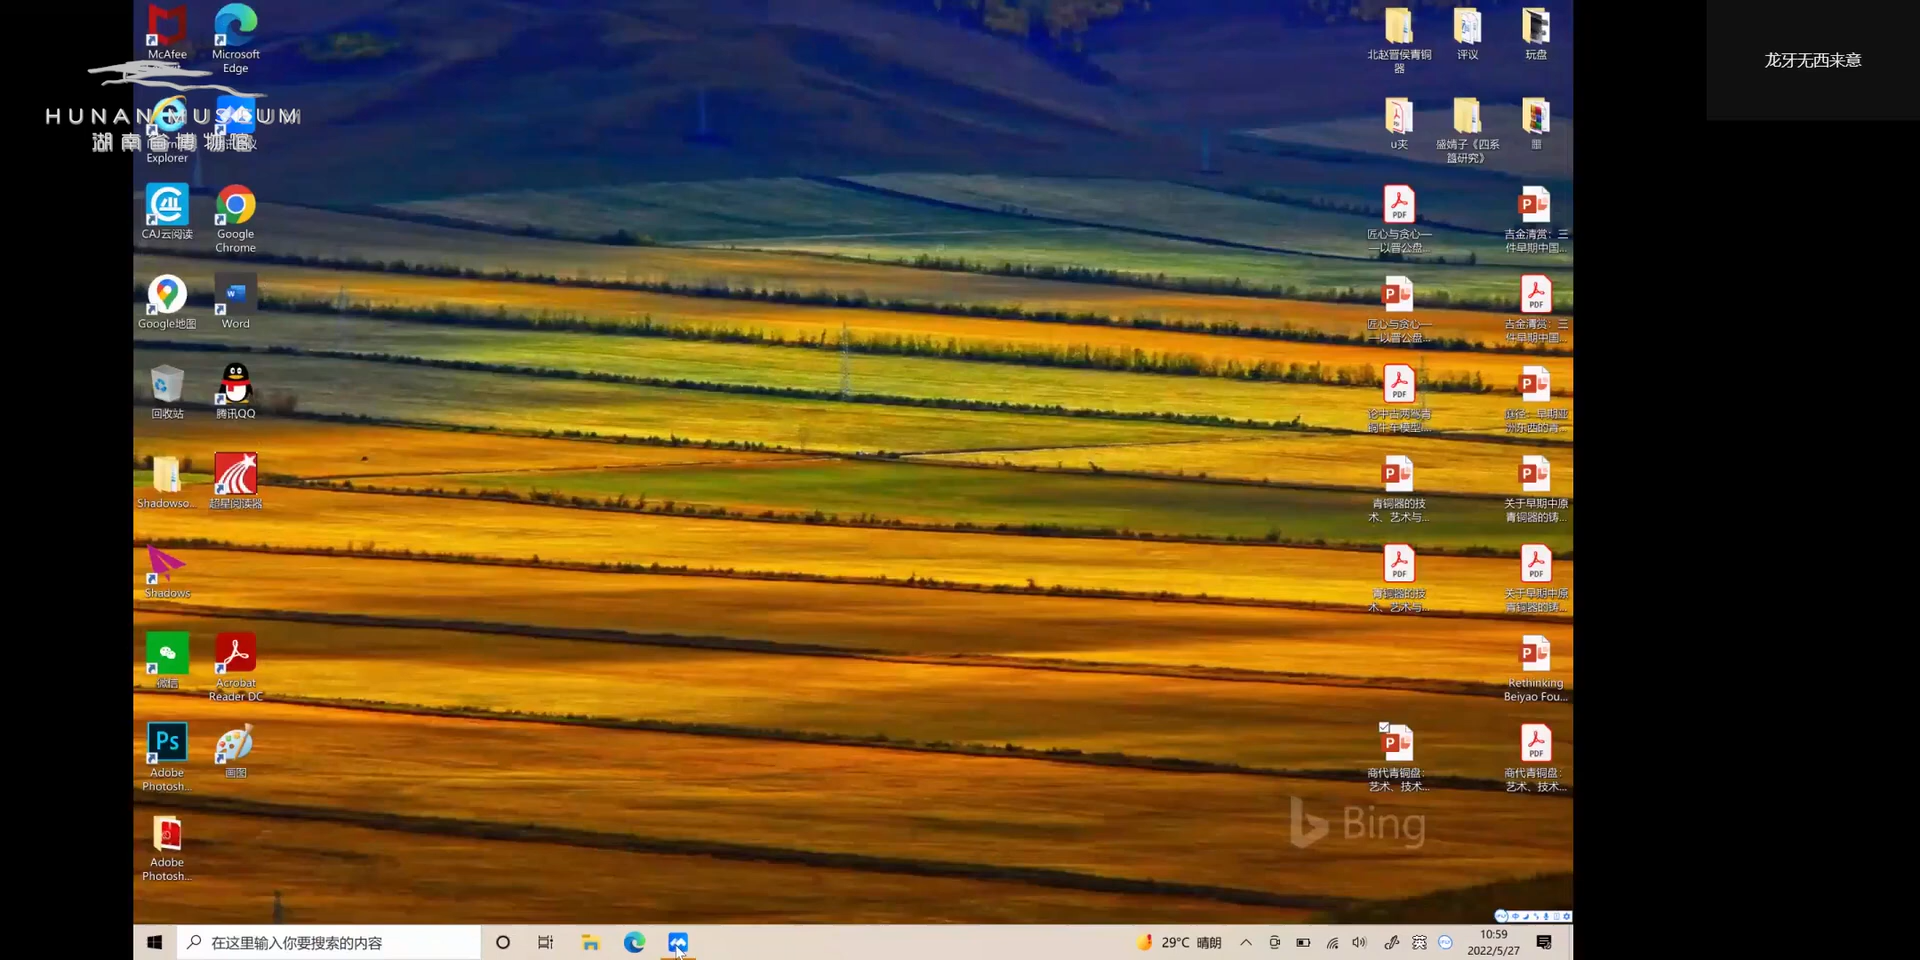 McAfee
Microsoft
Edge
HUNAN MUSEUM
湖南省博物馆
Explorer
CAJ云阅读
Google
Chrome
Google地图
Word
回收站
腾讯QQ
Shadowso...
超星阅读器
Shadows
微信
Acrobat
Reader DC
Ps
Adobe
Photosh...
画图
Adobe
Photosh...
北赵晋侯青铜
器
评议
玩盘
u夹
盛婧子《四系
匠心与贪心—
—以晋公盘...
吉金清赏：三
件早期中国...
匠心与贪心—
—以晋公盘...
吉金清赏：三
件早期中国...
青铜器的技
术、艺术与...
关于早期中原
青铜器的铸...
青铜器的技
术、艺术与...
关于早期中原
青铜器的铸...
Rethinking
Beiyao Fou...
商代青铜盘：
艺术、技术...
商代青铜盘：
艺术、技术...
龙牙无西来意
Bing
在这里输入你要搜索的内容
29°C 晴朗
英
10:59
2022/5/27